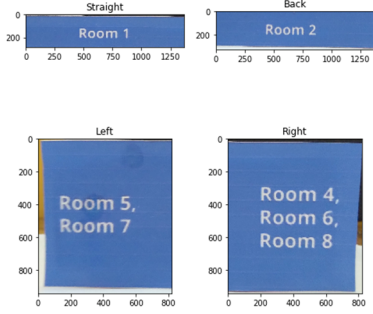 Straight
0
200
Room 1
0 250 500 750 1000 1250
Back
0
200
Room 2
0 250 500 750 1000 1250
Left
0
200
400
600
800
Room 5,
Room 7
0 200 400 600 800
Right
0
200
400
600
800
Room 4,
Room 6,
Room 8
0 200 400 600 800